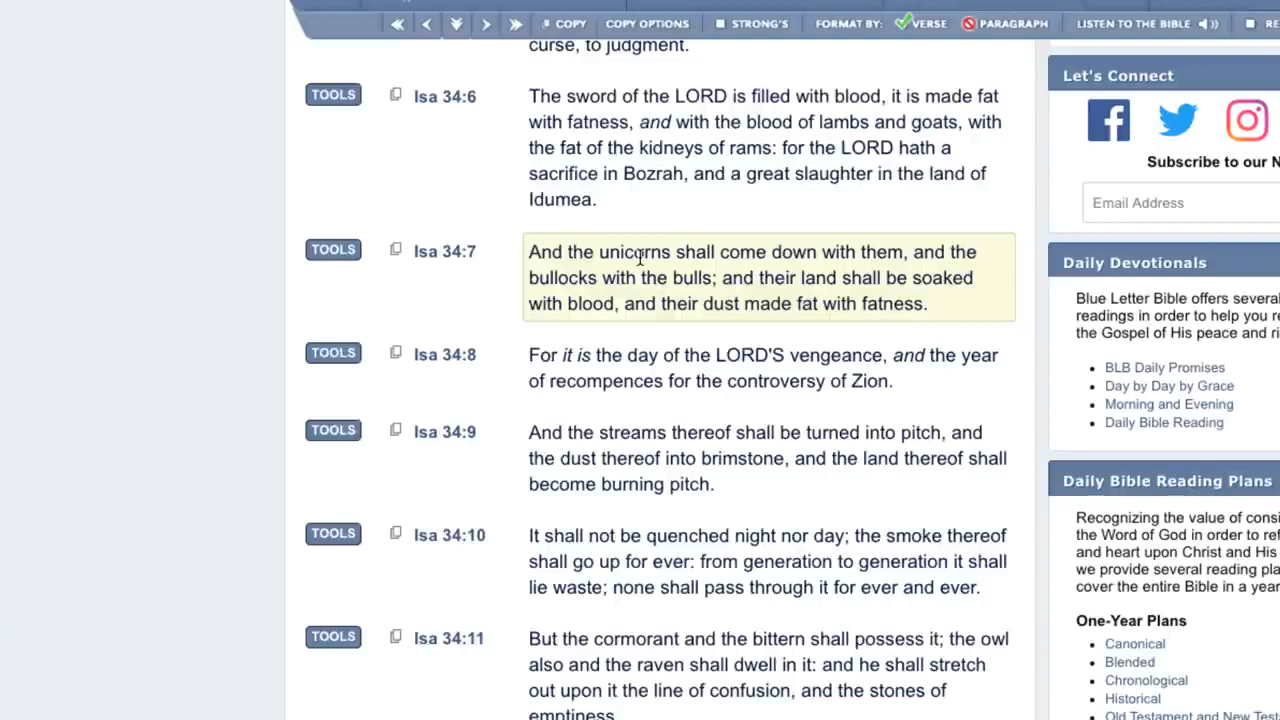 COPY
COPY OPTIONS
STRONG'S
FORMAT BY:
VERSE
PARAGRAPH
LISTEN TO THE BIBLE
curse, to judgment.
TOOLS
Isa 34:6
The sword of the LORD is filled with blood, it is made fat
with fatness, and with the blood of lambs and goats, with
the fat of the kidneys of rams: for the LORD hath a
sacrifice in Bozrah, and a great slaughter in the land of
Idumea.
TOOLS
Isa 34:7
And the unicorns shall come down with them, and the
bullocks with the bulls; and their land shall be soaked
with blood, and their dust made fat with fatness.
TOOLS
Isa 34:8
For it is the day of the LORD'S vengeance, and the year
of recompences for the controversy of Zion.
TOOLS
Isa 34:9
And the streams thereof shall be turned into pitch, and
the dust thereof into brimstone, and the land thereof shall
become burning pitch.
TOOLS
Isa 34:10
It shall not be quenched night nor day; the smoke thereof
shall go up for ever: from generation to generation it shall
lie waste; none shall pass through it for ever and ever.
TOOLS
Isa 34:11
But the cormorant and the bittern shall possess it; the owl
also and the raven shall dwell in it: and he shall stretch
out upon it the line of confusion, and the stones of
emptiness.
Let's Connect
Subscribe to our N
Email Address
Daily Devotionals
Blue Letter Bible offers several
readings in order to help you r
the Gospel of His peace and
BLB Daily Promises
Day by Day by Grace
Morning and Evening
Daily Bible Reading
Daily Bible Reading Plans
Recognizing the value of consi
the Word of God in order to ref
and heart upon Christ and His
we provide several reading pla
cover the entire Bible in a year
One-Year Plans
Canonical
Blended
Chronological
Historical
Old Testament and New Test